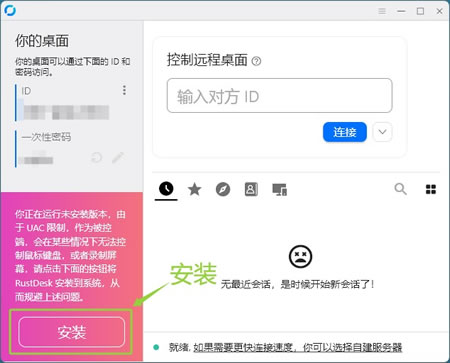 你的桌面
你的桌面可以通过下面的 ID 和
密码访问。
ID
一次性密码
你正在运行未安装版本，由
于 UAC 限制，作为被控
端，会在某些情况下无法控
制鼠标键盘，或者录制屏
幕，请点击下面的按钮将
RustDesk 安装到系统，从
而规避上述问题。
安装
控制远程桌面
输入对方 ID
连接
安装
无最近会话，是时候开始新会话了！
就绪, 如果需要更快连接速度，你可以选择自建服务器